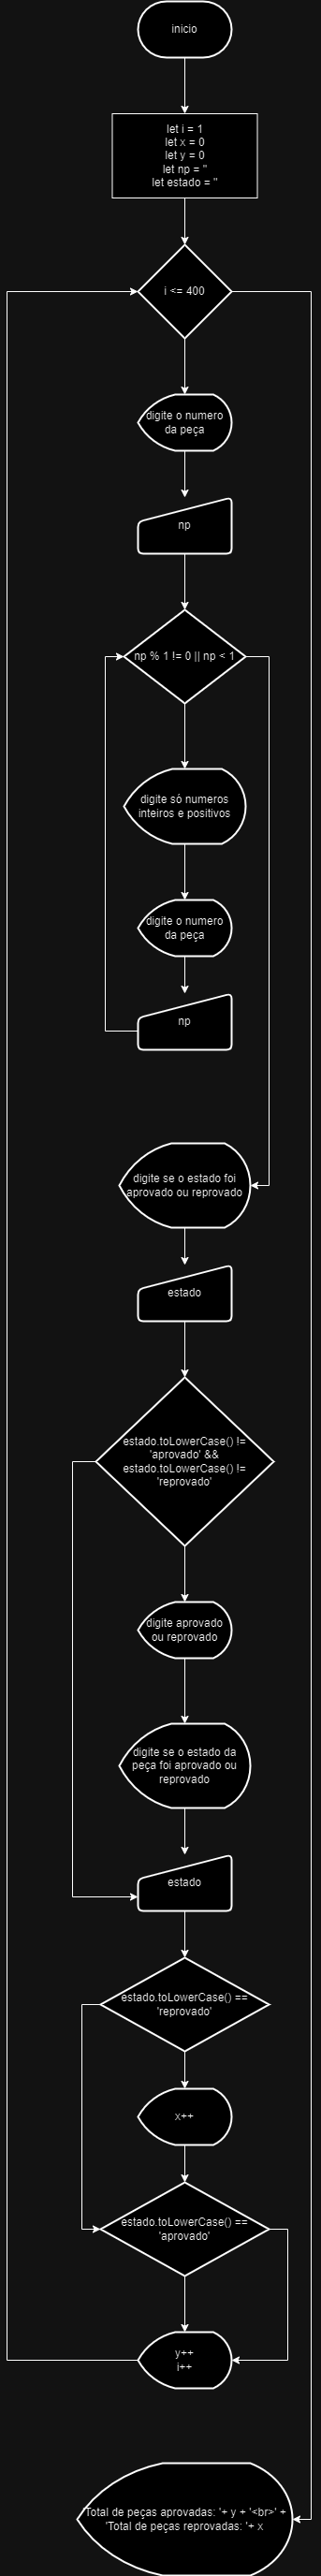 inicio
let i = 1
let x = 0
let y = 0
let np = ''
let estado = ''
i <= 400
digite o numero
da peça
np
np % 1 != 0 || np < 1
digite só numeros
inteiros e positivos
digite o numero
da peça
np
digite se o estado foi
aprovado ou reprovado
estado
estado.toLowerCase() !=
'aprovado' &&
estado.toLowerCase() !=
'reprovado'
digite aprovado
ou reprovado
digite se o estado da
peça foi aprovado ou
reprovado
estado
estado.toLowerCase() ==
'reprovado'
x++
estado.toLowerCase() ==
'aprovado'
y++
i++
'Total de peças aprovadas: '+ y + '<br>' +
'Total de peças reprovadas: '+ x